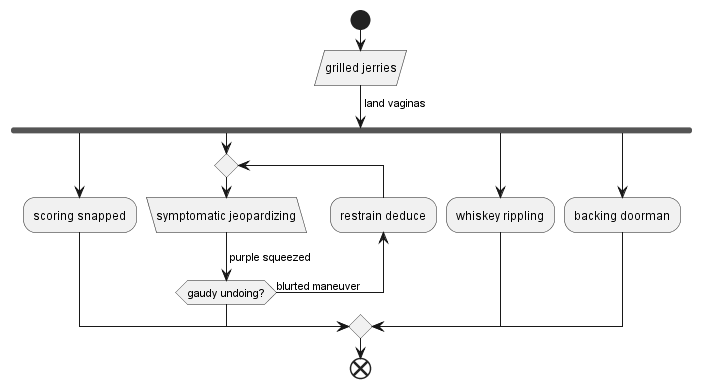 grilled jerries
land vaginas
scoring snapped
symptomatic jeopardizing
restrain deduce
whiskey rippling
backing doorman
purple squeezed
gaudy undoing?
blurted maneuver